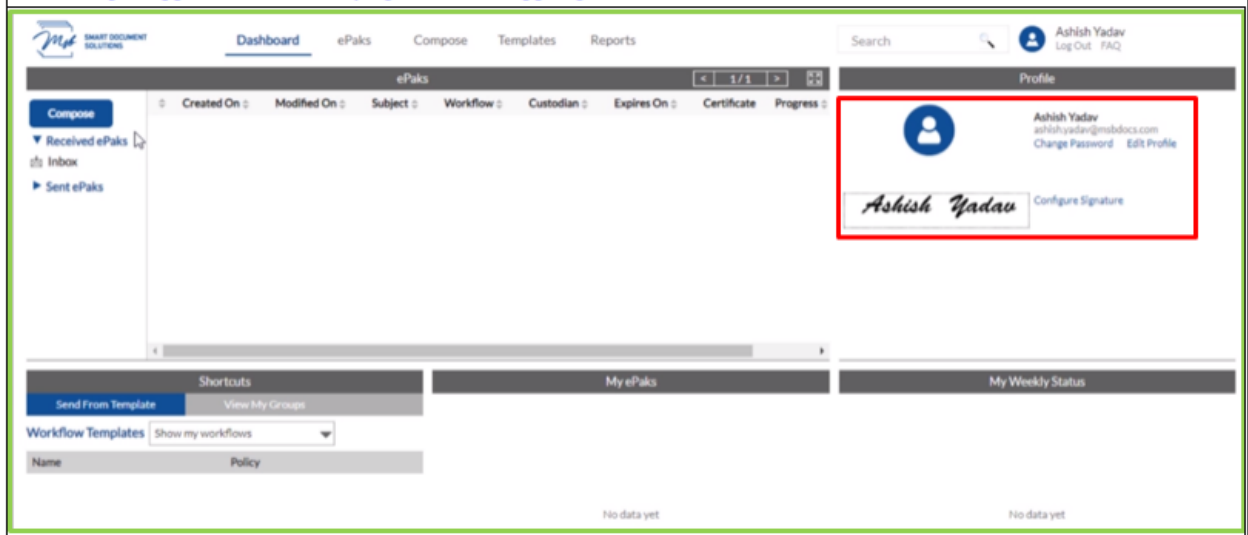 Msb SMART DOCUMENT SOLUTIONS
Dashboard ePaks Compose Templates Reports
Search
Ashish Yadav
Log Out FAQ
ePaks
< 1/1 >
Profile
Compose
Created On Modified On Subject Workflow Custodian Expires On Certificate Progress
Received ePaks
Inbox
Sent ePaks
Ashish Yadav
ashish.yadav@msbdocs.com
Change Password Edit Profile
Ashish Yadav
Configure Signature
Shortcuts
Send From Template View My Groups
Workflow Templates Show my workflows
Name Policy
My ePaks
No data yet
My Weekly Status
No data yet